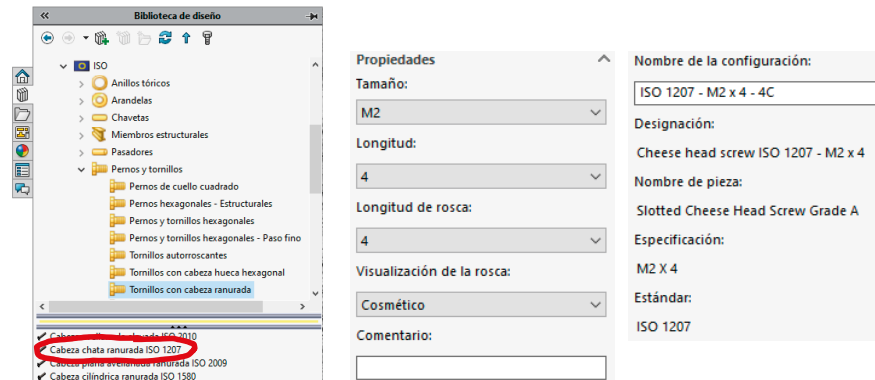 Biblioteca de diseño
ISO
Anillos tóricos
Arandelas
Chavetas
Miembros estructurales
Pasadores
Pernos y tornillos
Pernos de cuello cuadrado
Pernos hexagonales - Estructurales
Pernos y tornillos hexagonales
Pernos y tornillos hexagonales - Paso fino
Tornillos autorroscantes
Tornillos con cabeza hueca hexagonal
Tornillos con cabeza ranurada
ISO 2010
Cabeza chata ranurada ISO 1207
Cabeza plana avellanada ranurada ISO 2009
Cabeza cilíndrica ranurada ISO 1580
Propiedades
Tamaño:
M2
Longitud:
4
Longitud de rosca:
4
Visualización de la rosca:
Cosmético
Comentario:
Nombre de la configuración:
ISO 1207 - M2 x 4 - 4C
Designación:
Cheese head screw ISO 1207 - M2 x 4
Nombre de pieza:
Slotted Cheese Head Screw Grade A
Especificación:
M2 X 4
Estándar:
ISO 1207